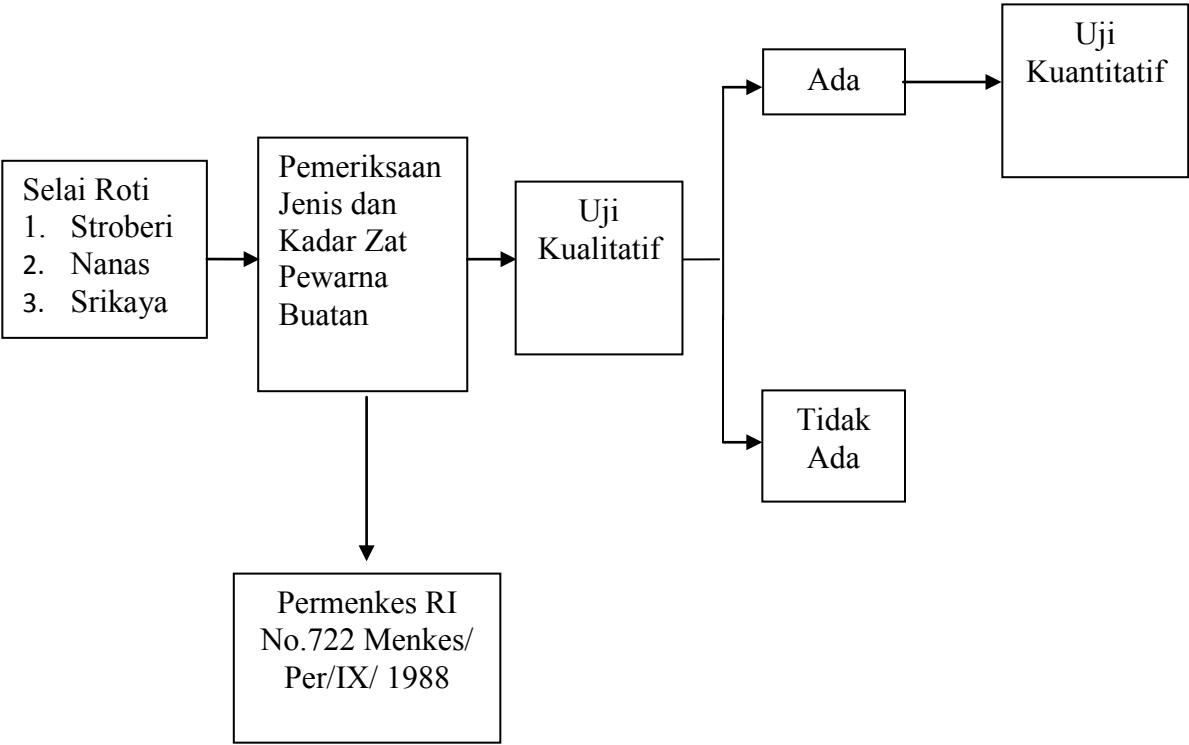 Selai Roti
1. Stroberi
2. Nanas
3. Srikaya
Pemeriksaan
Jenis dan
Kadar Zat
Pewarna
Buatan
Uji
Kualitatif
Ada
Uji
Kuantitatif
Tidak
Ada
Permenkes RI
No.722 Menkes/
Per/IX/ 1988